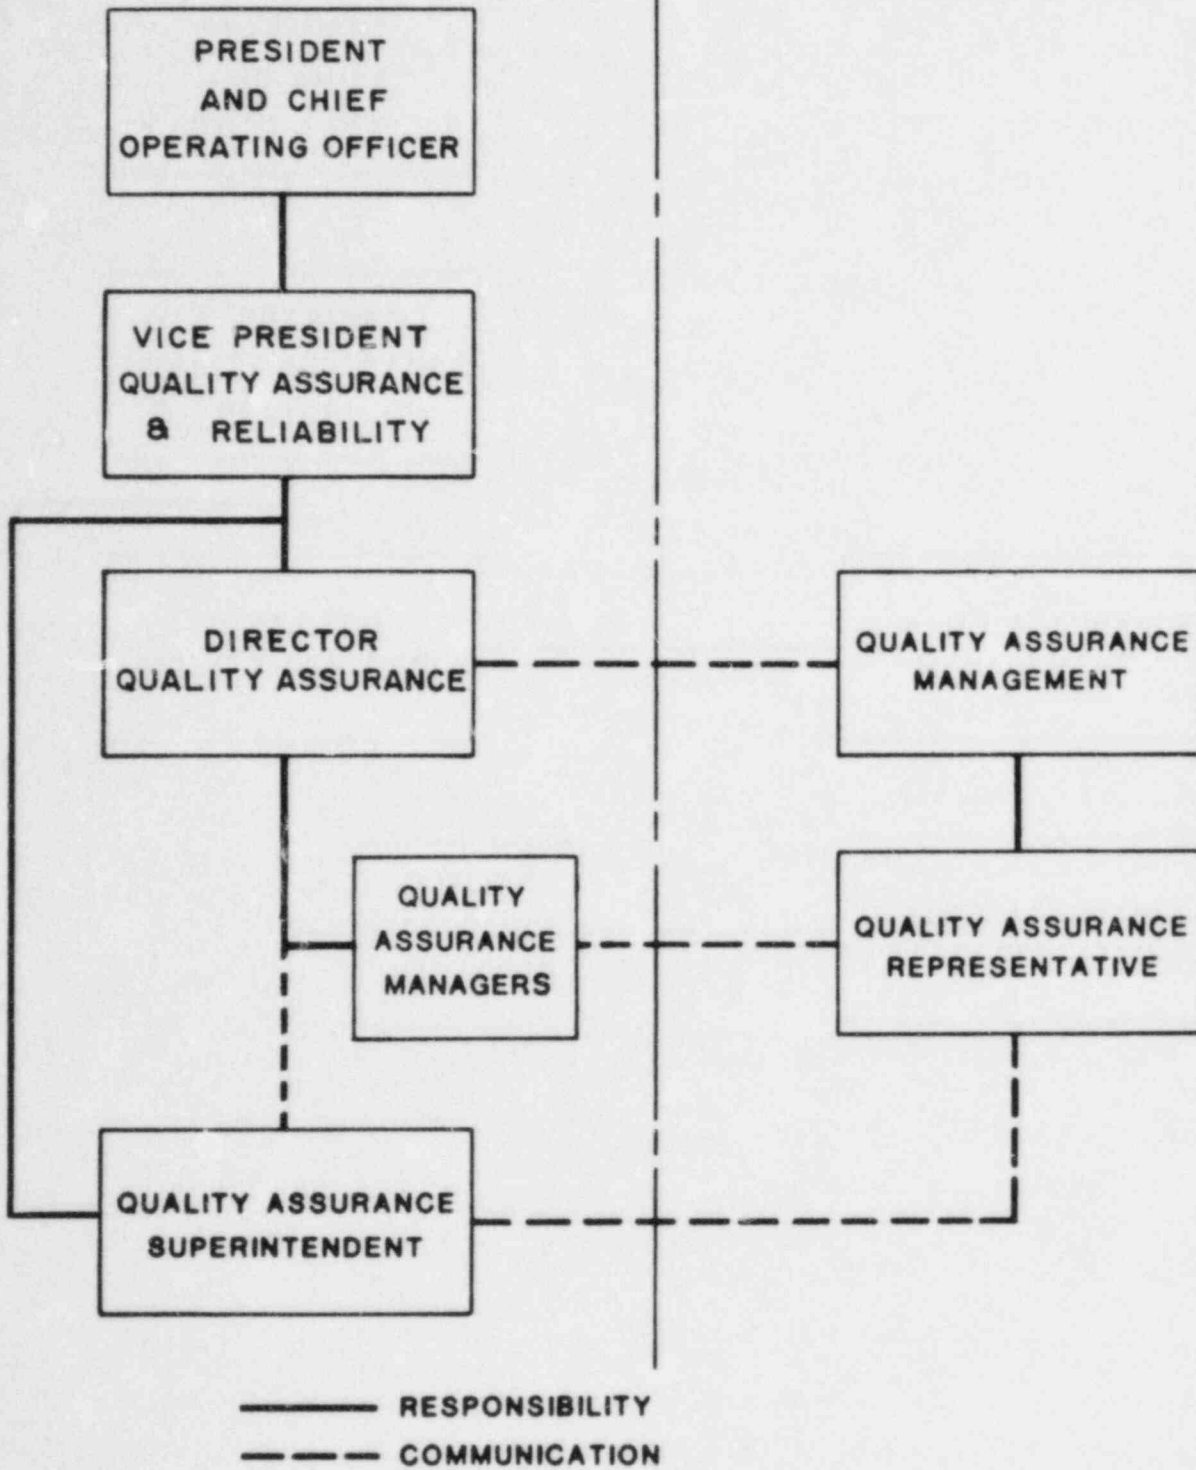 PRESIDENT
AND CHIEF
OPERATING OFFICER
VICE PRESIDENT
QUALITY ASSURANCE
& RELIABILITY
DIRECTOR
QUALITY ASSURANCE
QUALITY ASSURANCE
MANAGEMENT
QUALITY
ASSURANCE
MANAGERS
QUALITY ASSURANCE
REPRESENTATIVE
QUALITY ASSURANCE
SUPERINTENDENT
RESPONSIBILITY
COMMUNICATION